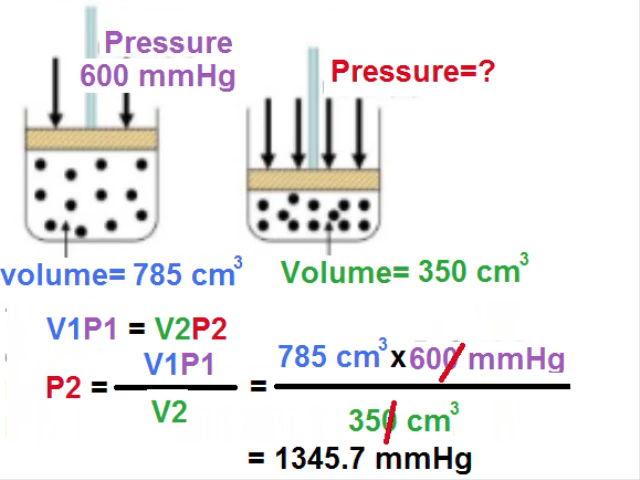 Pressure
600 mmHg
Pressure=?
volume= 785 cm³
Volume= 350 cm³
V1P1 = V2P2
P2 = V1P1 / V2 = 785 cm³ x 600 mmHg / 350 cm³
= 1345.7 mmHg